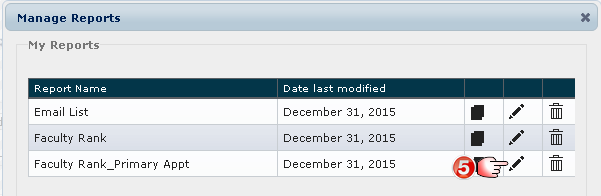 Manage Reports
My Reports
Report Name Date last modified
Email List December 31, 2015
Faculty Rank December 31, 2015
Faculty Rank_Primary Appt December 31, 2015 5